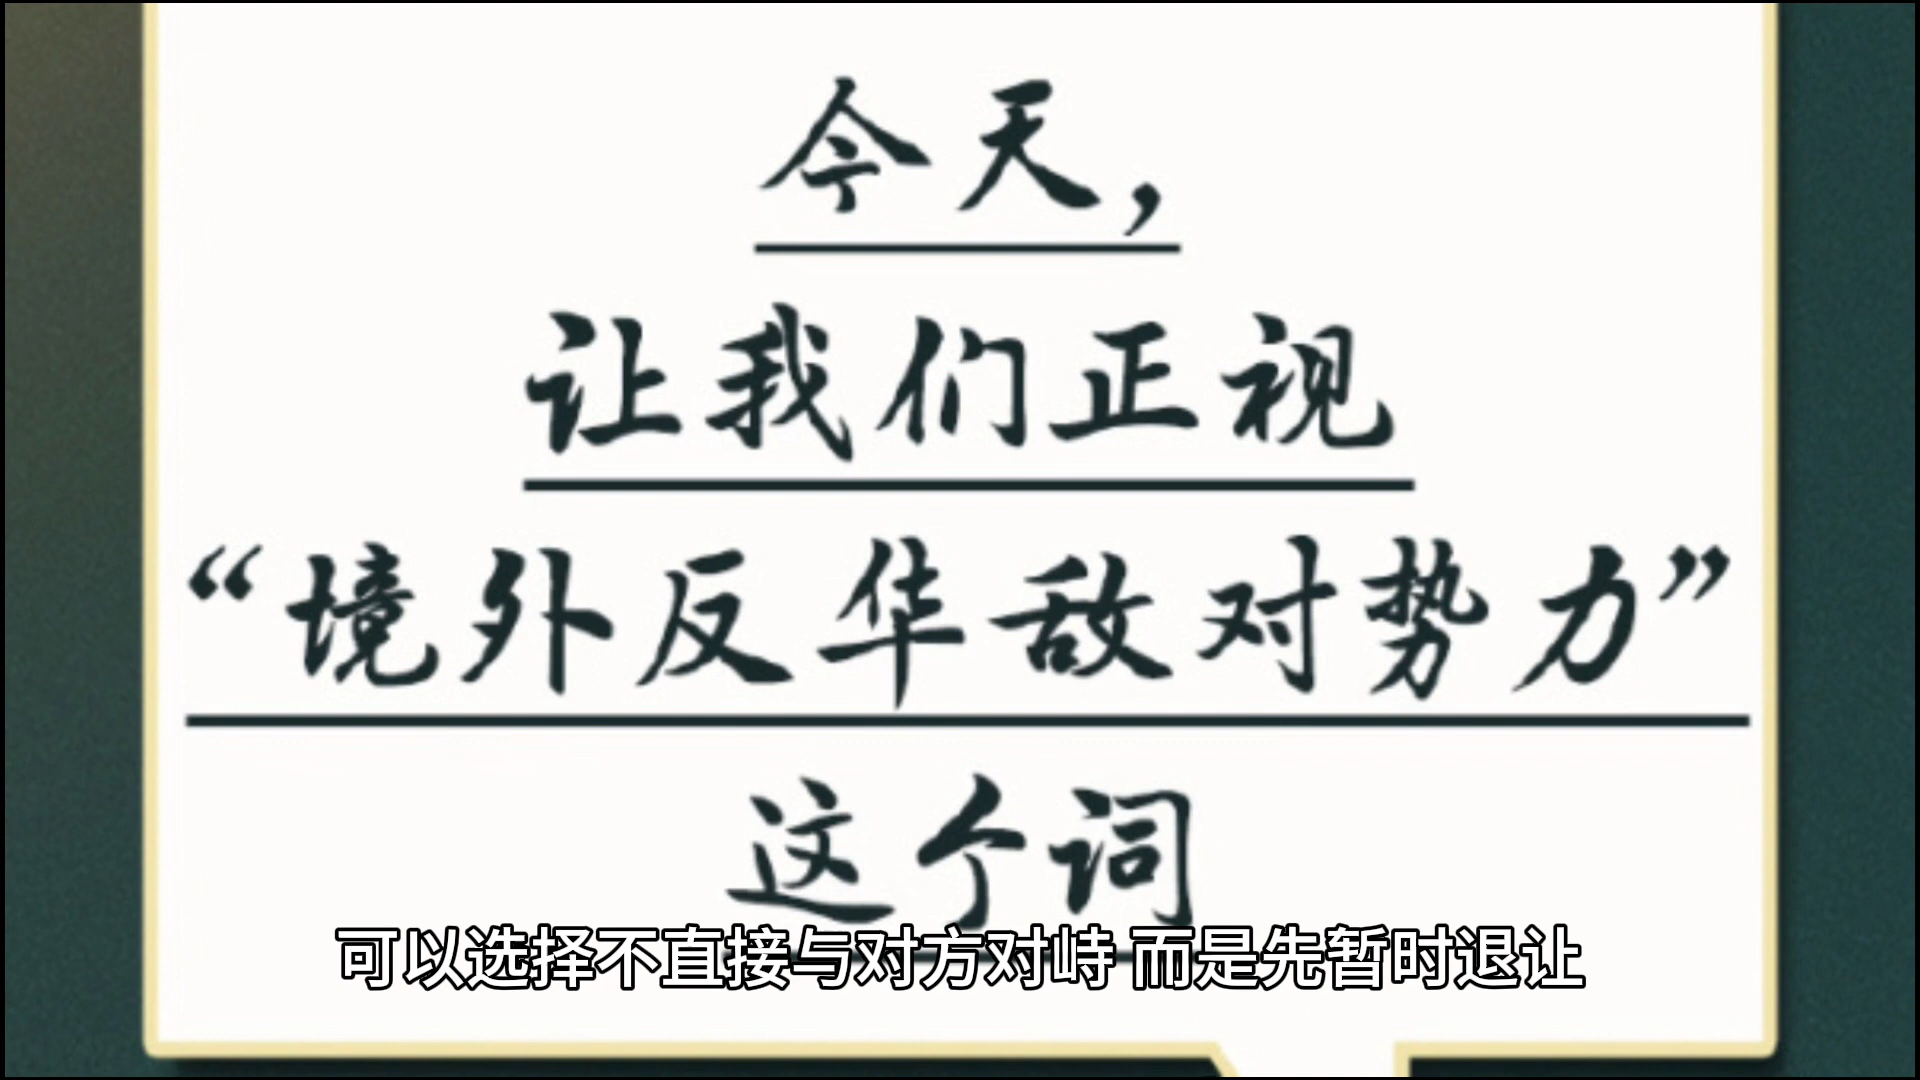 今天，
让我们正视
“境外反华敌对势力”
这个词
可以选择不直接与对方对峙 而是先暂时退让